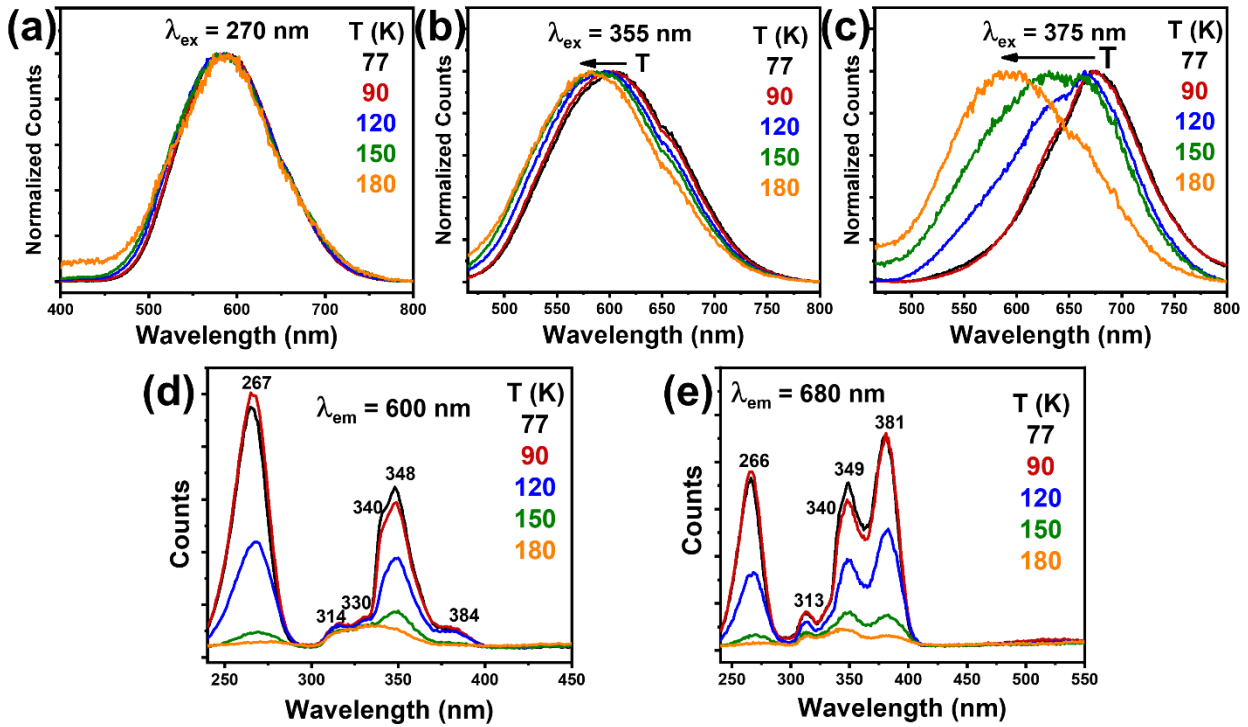 (a)
λex = 270 nm
T (K)
77
90
120
150
180
Normalized Counts
400 500 600 700 800
Wavelength (nm)
(b)
λex = 355 nm
T
T (K)
77
90
120
150
180
Normalized Counts
500 550 600 650 700 750 800
Wavelength (nm)
(c)
λex = 375 nm
T
T (K)
77
90
120
150
180
Normalized Counts
500 550 600 650 700 750 800
Wavelength (nm)
(d)
267
λem = 600 nm
T (K)
77
90
120
150
180
348
340
330
314
384
Counts
250 300 350 400 450
Wavelength (nm)
(e)
λem = 680 nm
T (K)
77
90
120
150
180
381
266
349
340
313
Counts
250 300 350 400 450 500 550
Wavelength (nm)